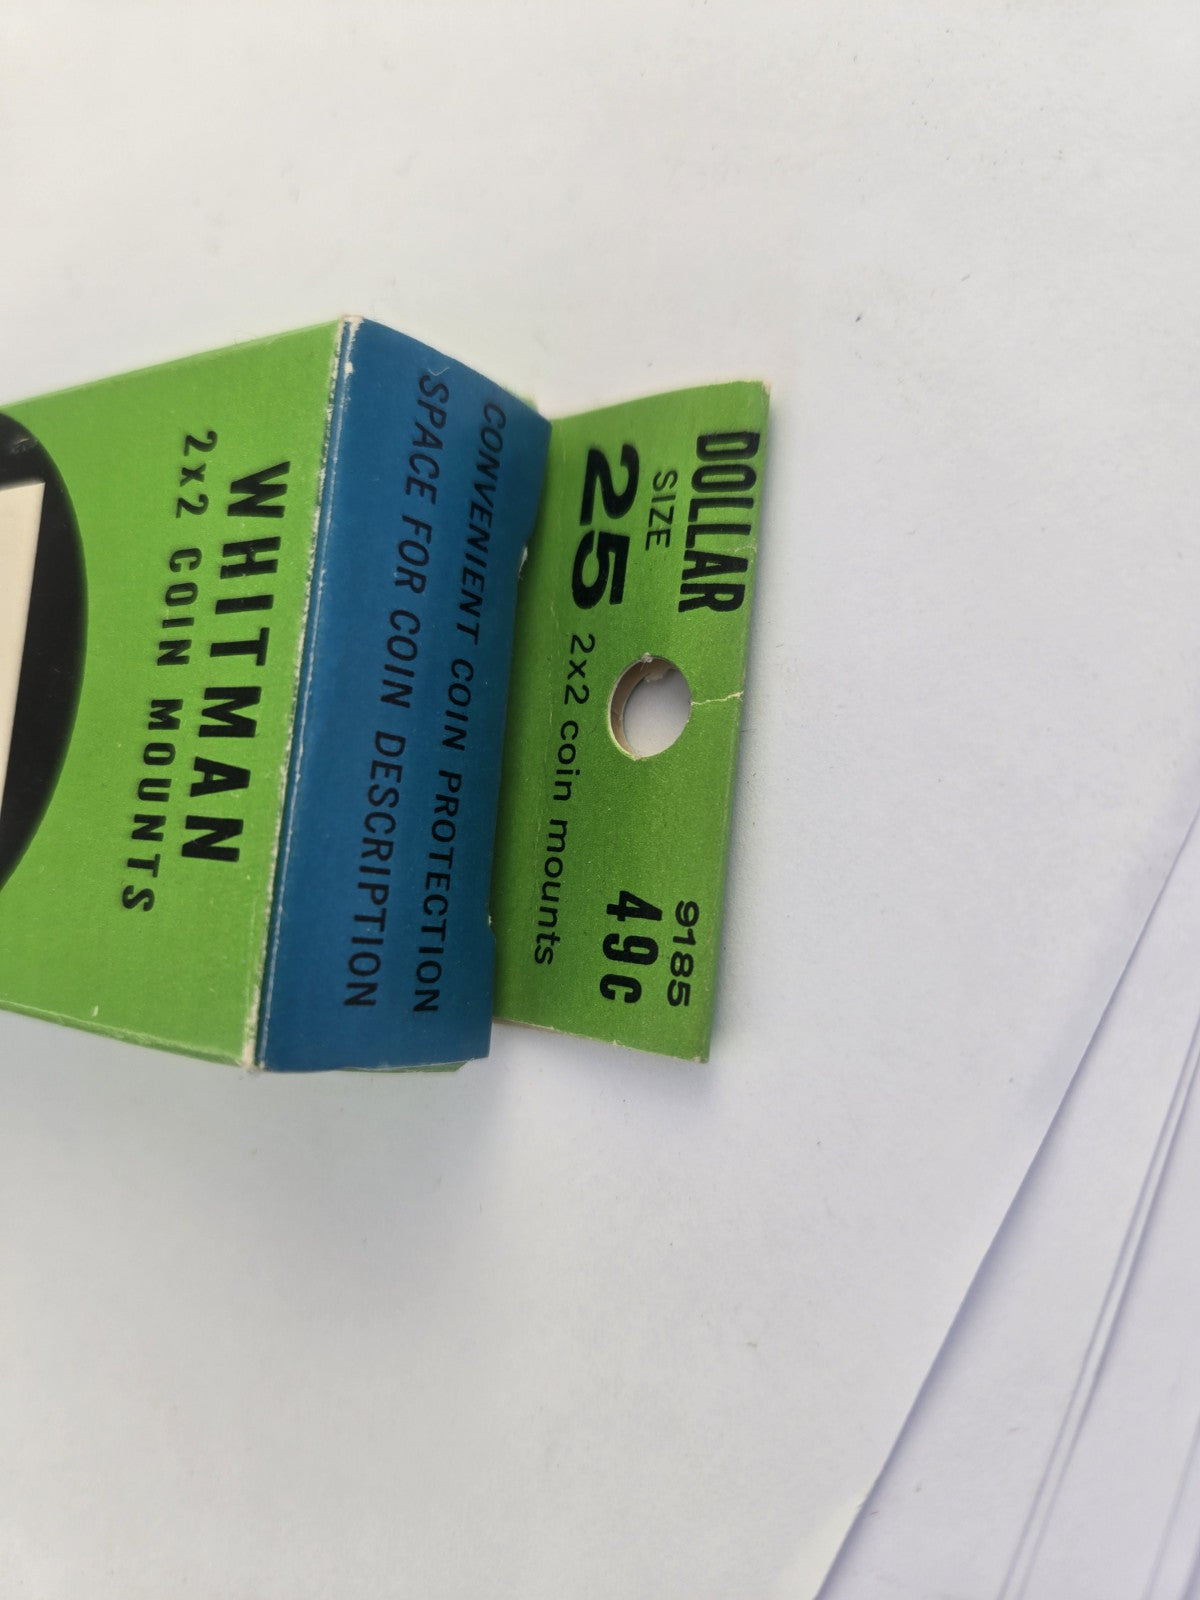 DOLLAR
SIZE
9185
49c
25 2x2 coin mounts
CONVENIENT COIN PROTECTION
SPACE FOR COIN DESCRIPTION
WHITMAN
2x2 COIN MOUNTS